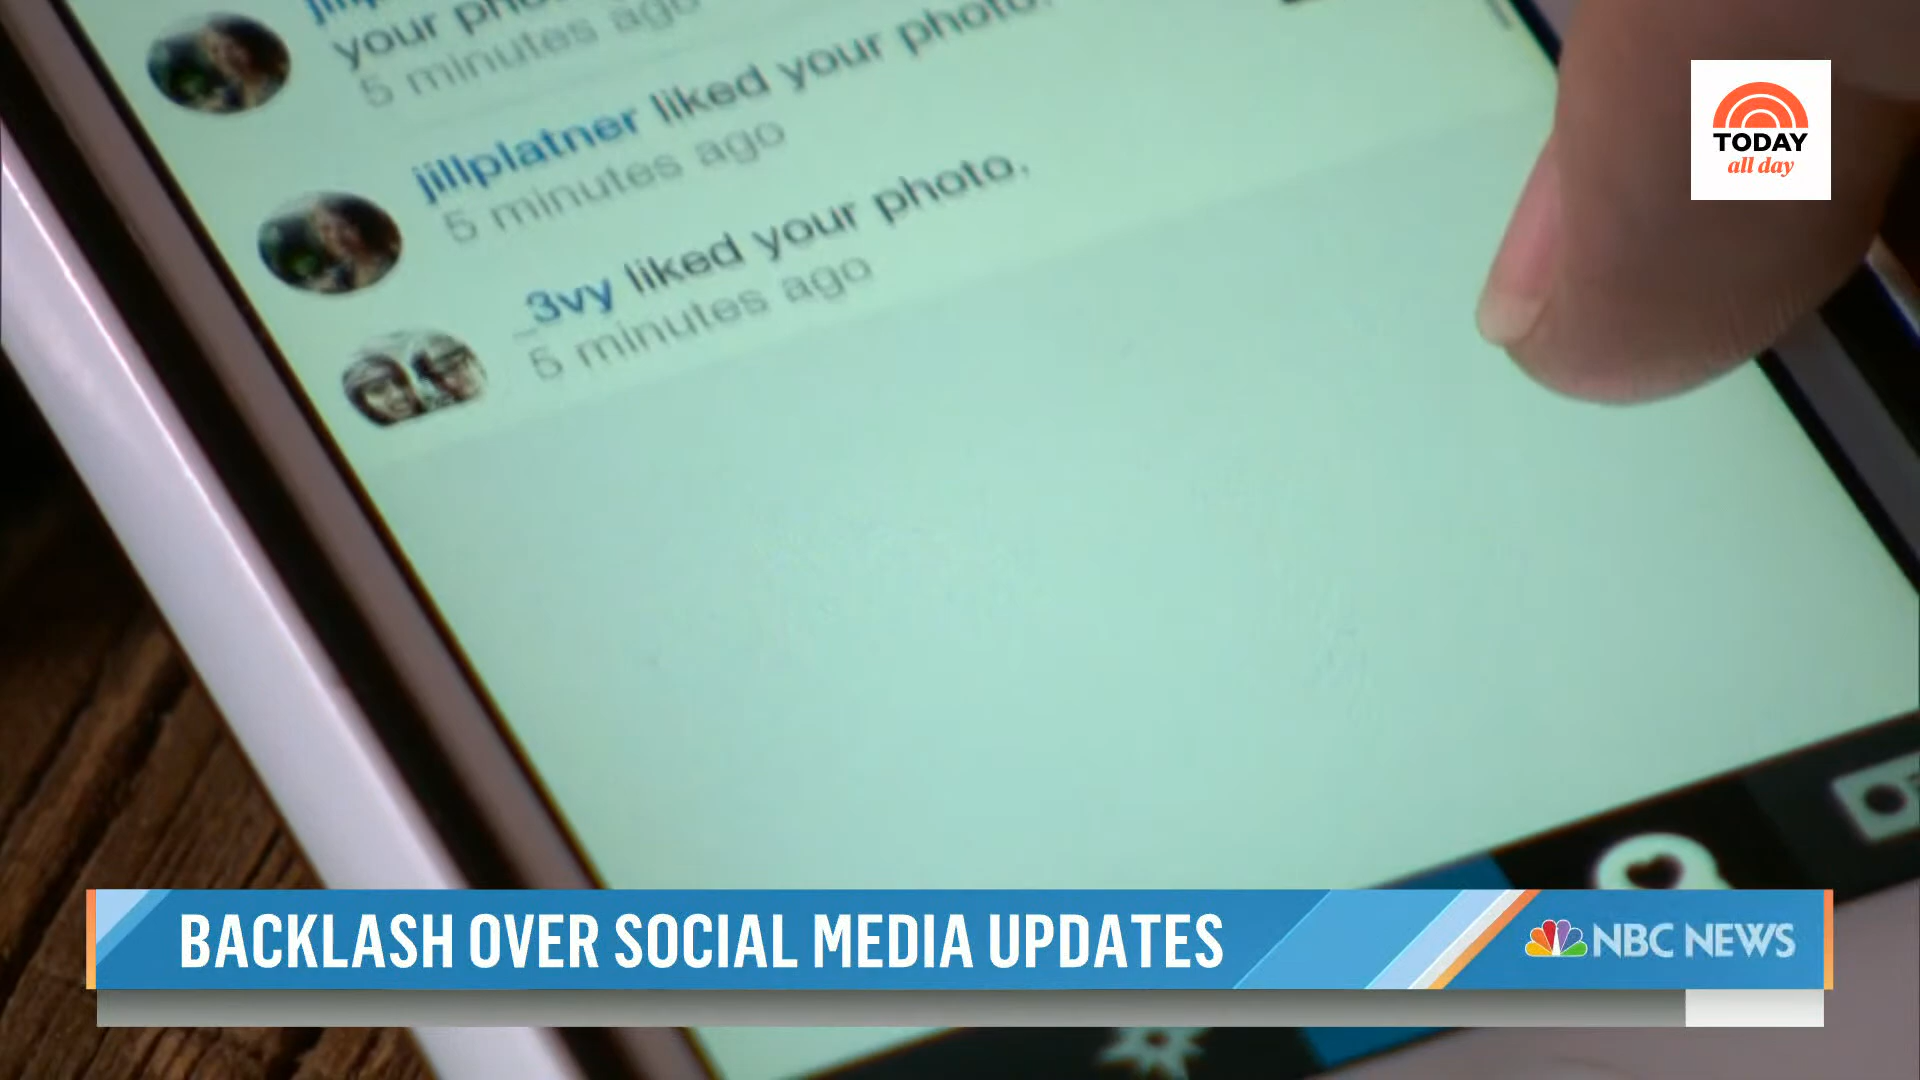 your
5 minutes ago
jillplatner liked your photo.
5 minutes ago
_3vy liked your photo.
5 minutes ago
TODAY
all day
BACKLASH OVER SOCIAL MEDIA UPDATES
NBC NEWS